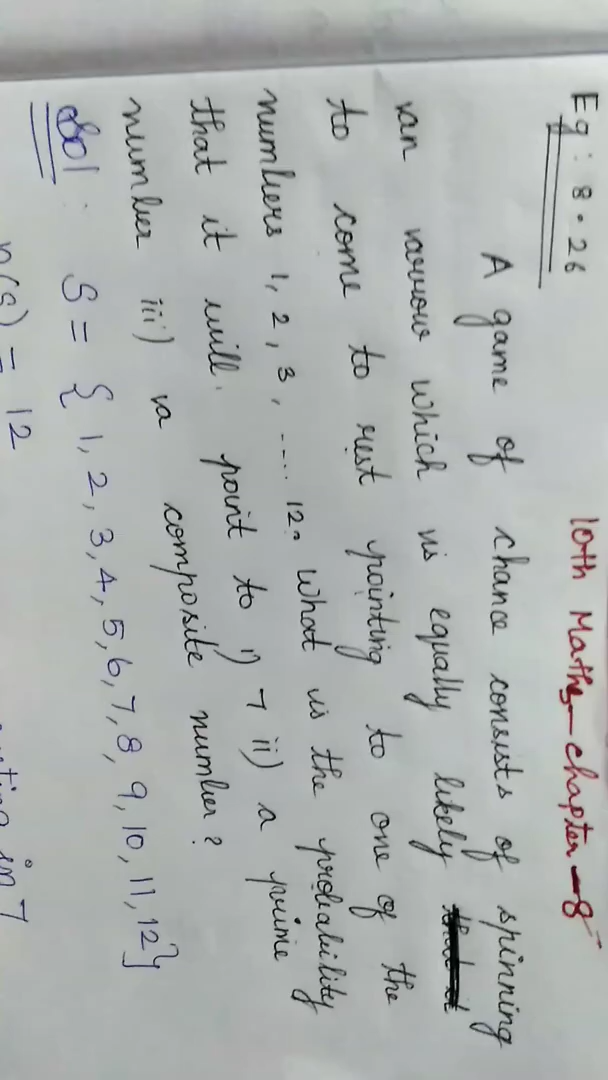 10th Maths - chapter - 8
Eg : 8.26
A game of chance consists of spinning
an arrow which is equally likely
to come to rest pointing to one of the
numbers 1, 2, 3, .... 12. What is the probability
that it will point to i) 7 ii) a prime
number iii) a composite number?
Sol : S = { 1, 2, 3, 4, 5, 6, 7, 8, 9, 10, 11, 12}
n(S) = 12
in 7